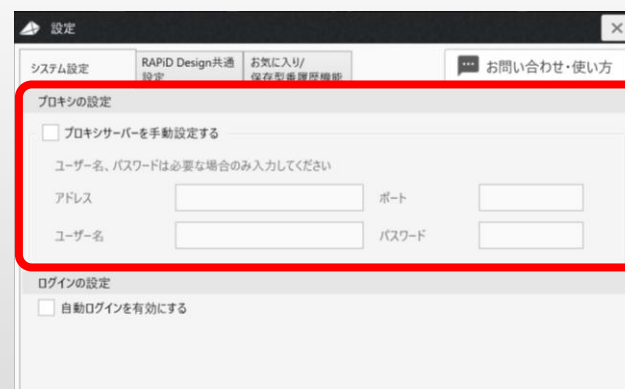 設定
システム設定
RAPiD Design共通
設定
お気に入り/
保存型番履歴機能
お問い合わせ・使い方
プロキシの設定
プロキシサーバーを手動設定する
ユーザー名、パスワードは必要な場合のみ入力してください
アドレス
ポート
ユーザー名
パスワード
ログインの設定
自動ログインを有効にする